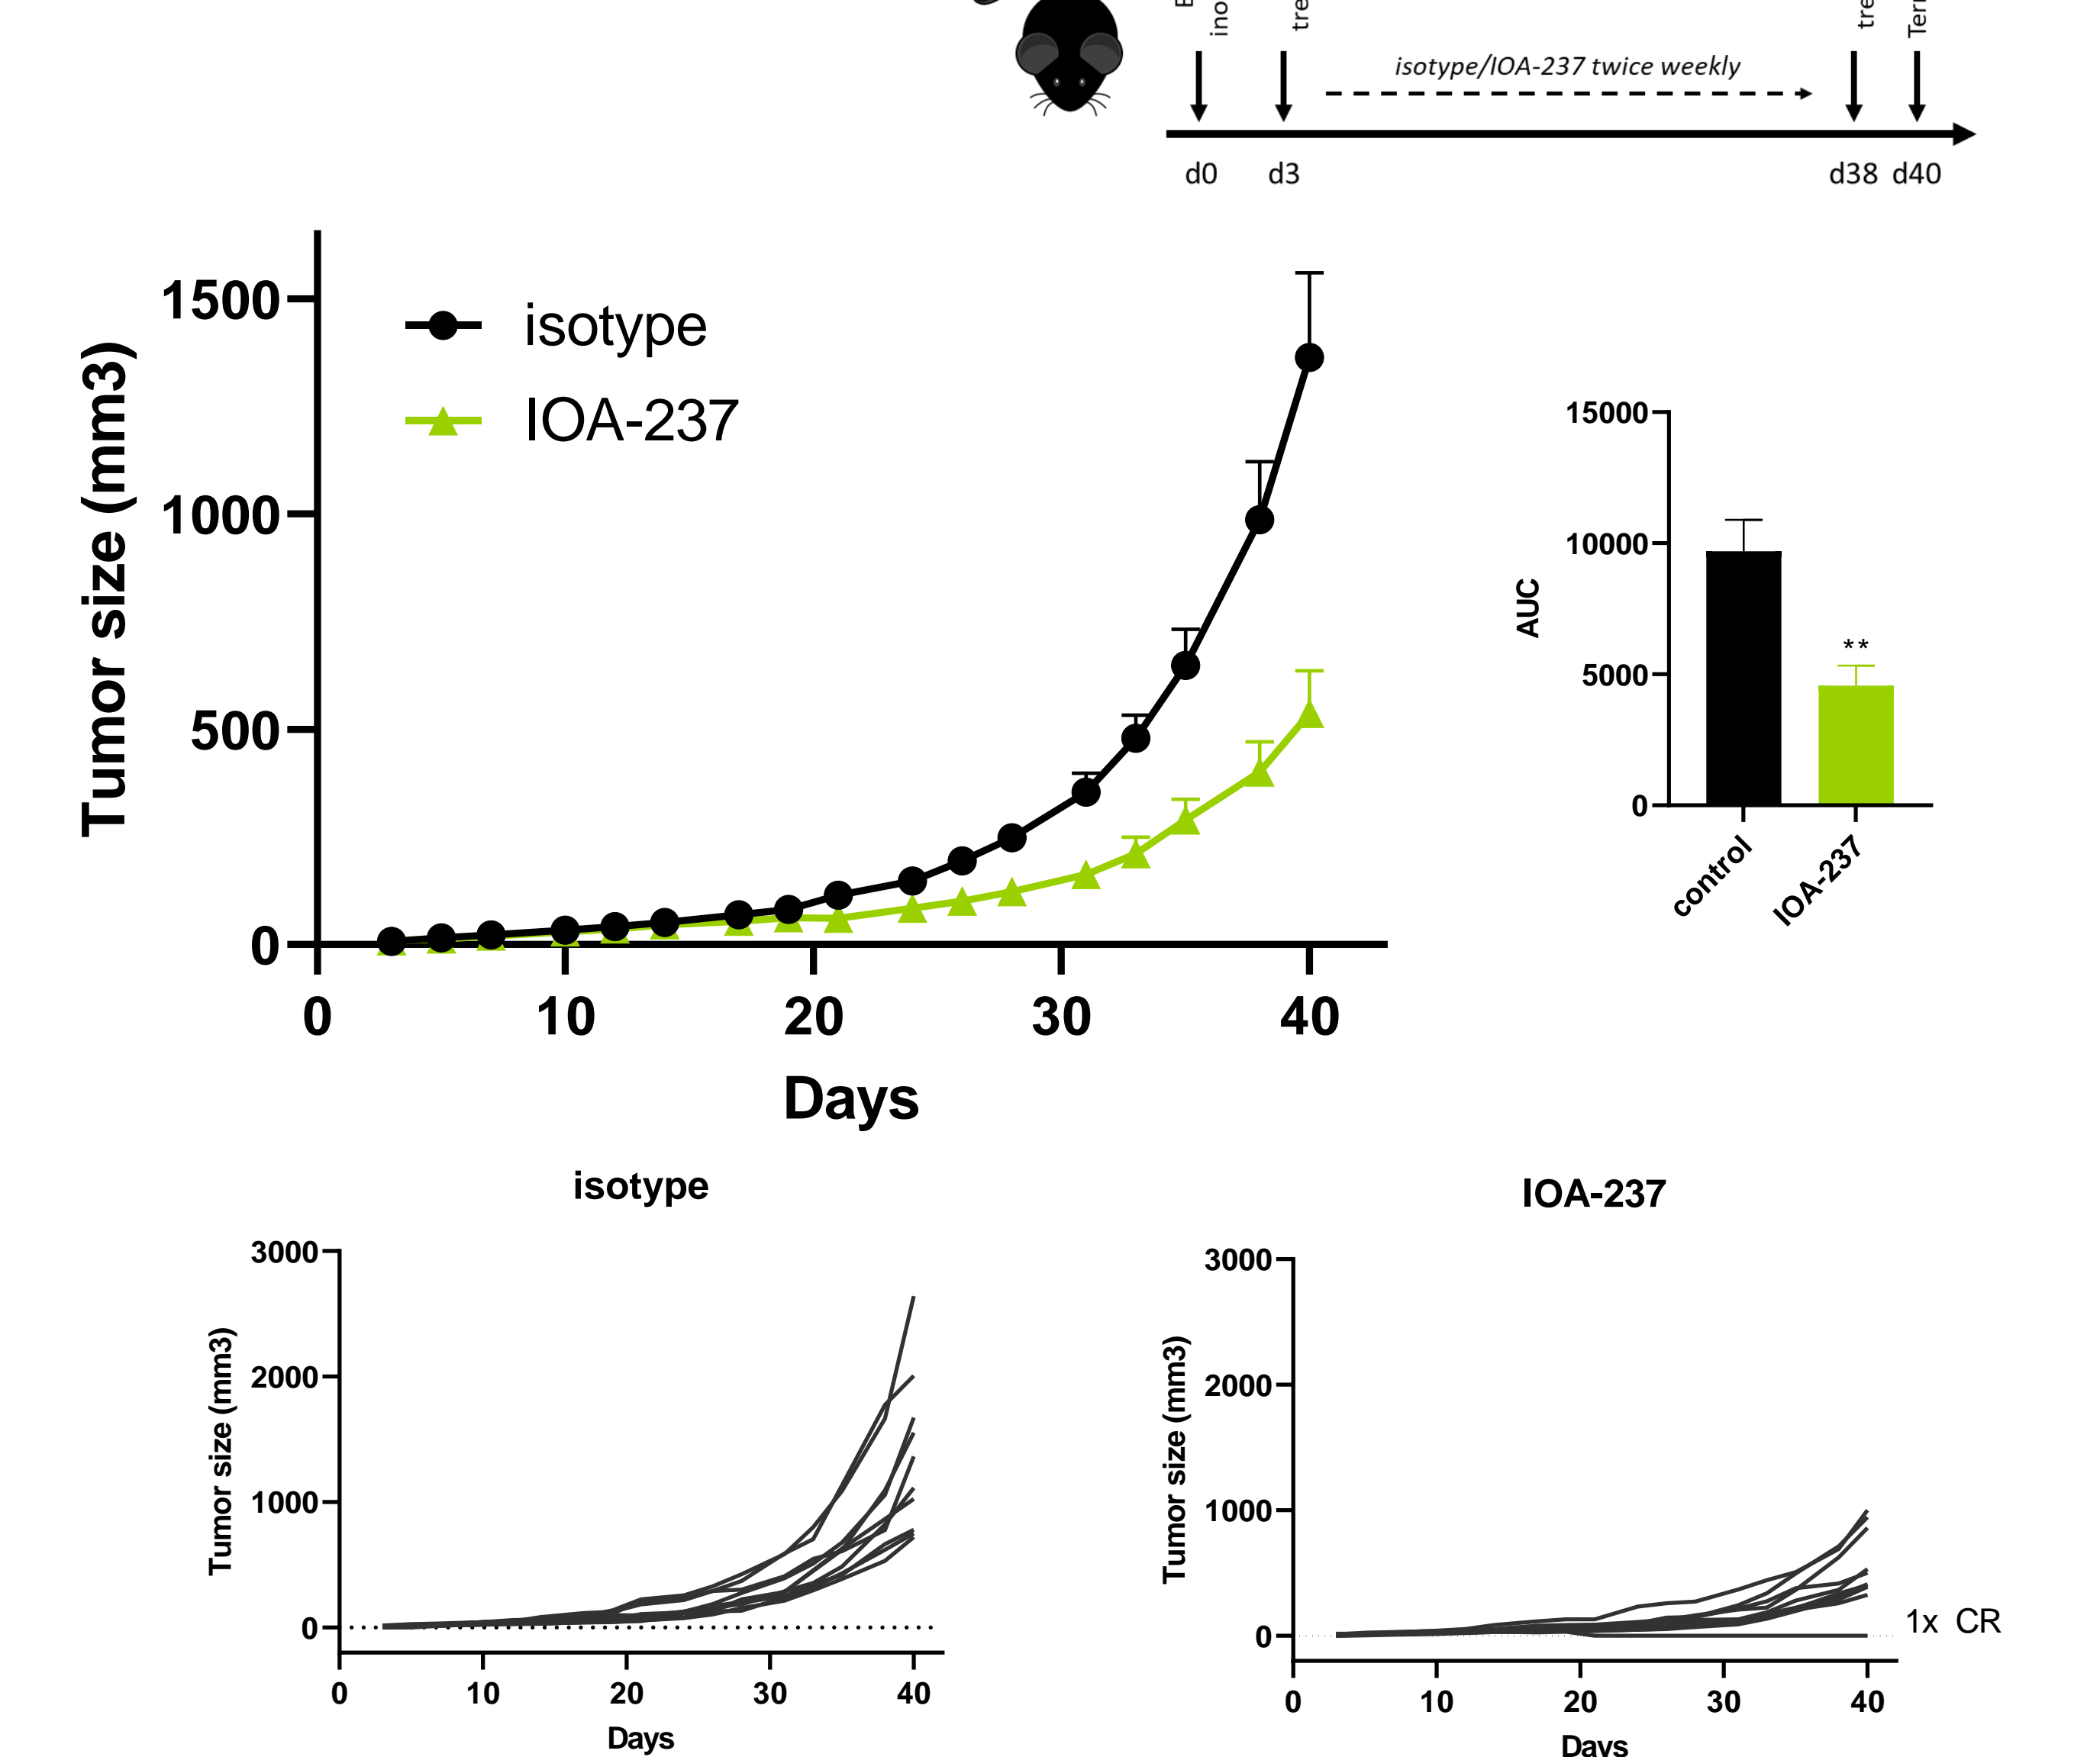 isotype/IOA-237 twice weekly
d0 d3 d38 d40
Tumor size (mm3)
1500
1000
500
0
isotype
IOA-237
0 10 20 30 40
Days
AUC
15000
10000
5000
0
**
control IOA-237
isotype
Tumor size (mm3)
3000
2000
1000
0
0 10 20 30 40
Days
IOA-237
Tumor size (mm3)
3000
2000
1000
0
1x CR
0 10 20 30 40
Days